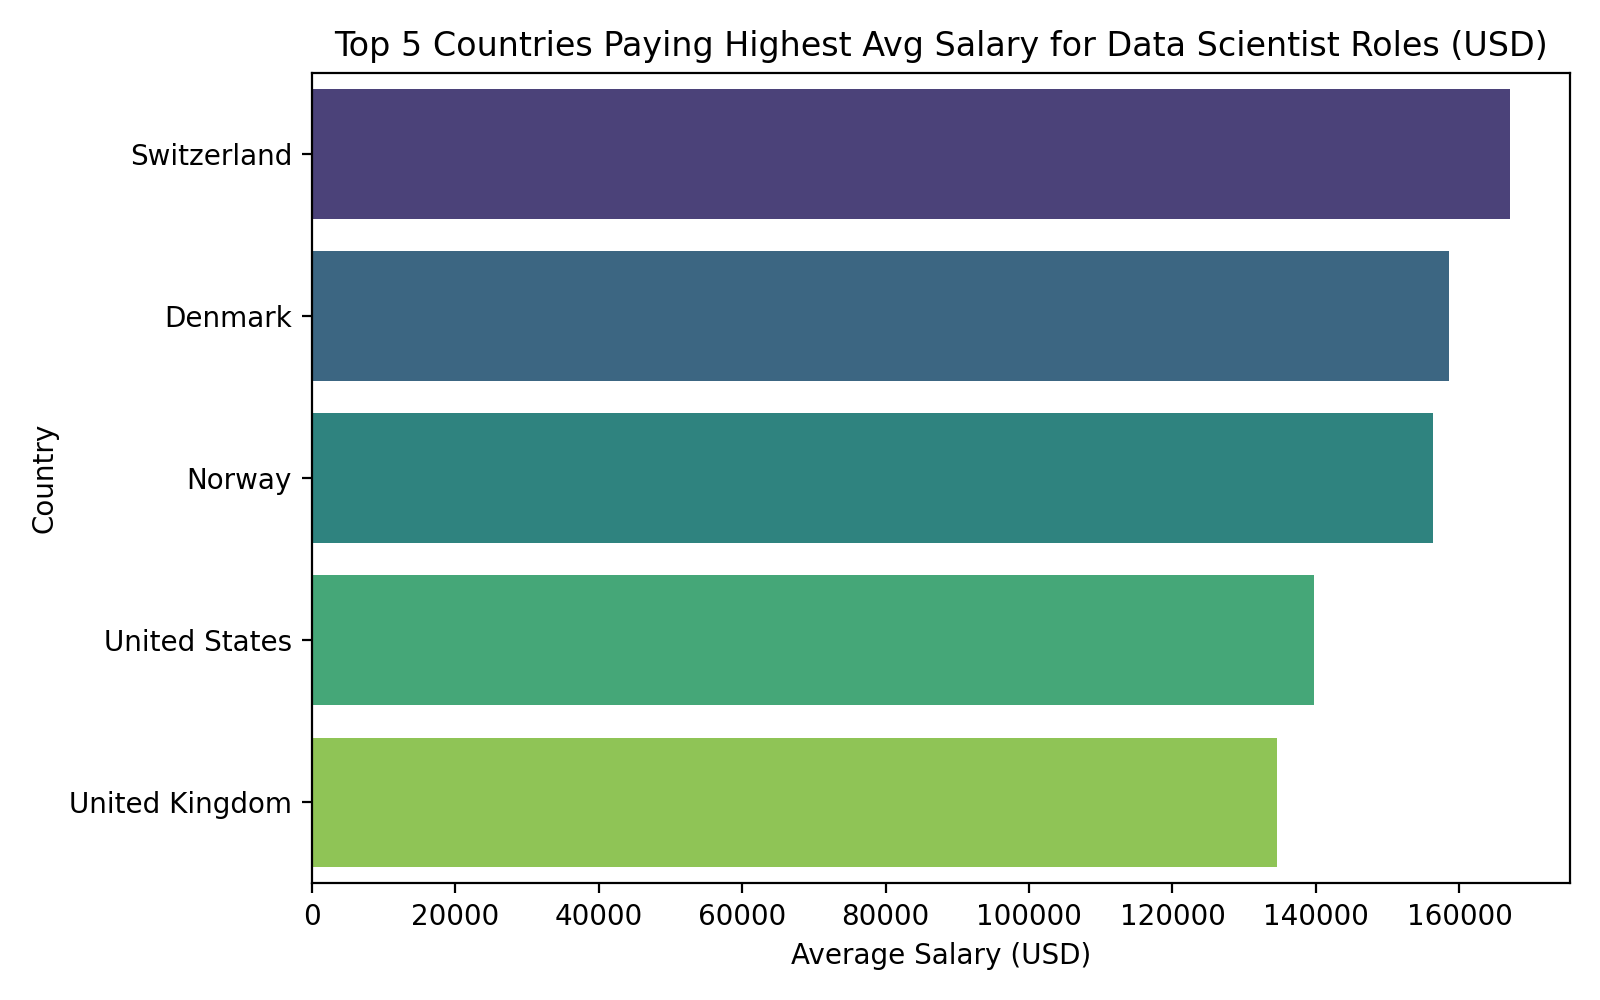 Top 5 Countries Paying Highest Avg Salary for Data Scientist Roles (USD)
Country
Switzerland
Denmark
Norway
United States
United Kingdom
0 20000 40000 60000 80000 100000 120000 140000 160000
Average Salary (USD)